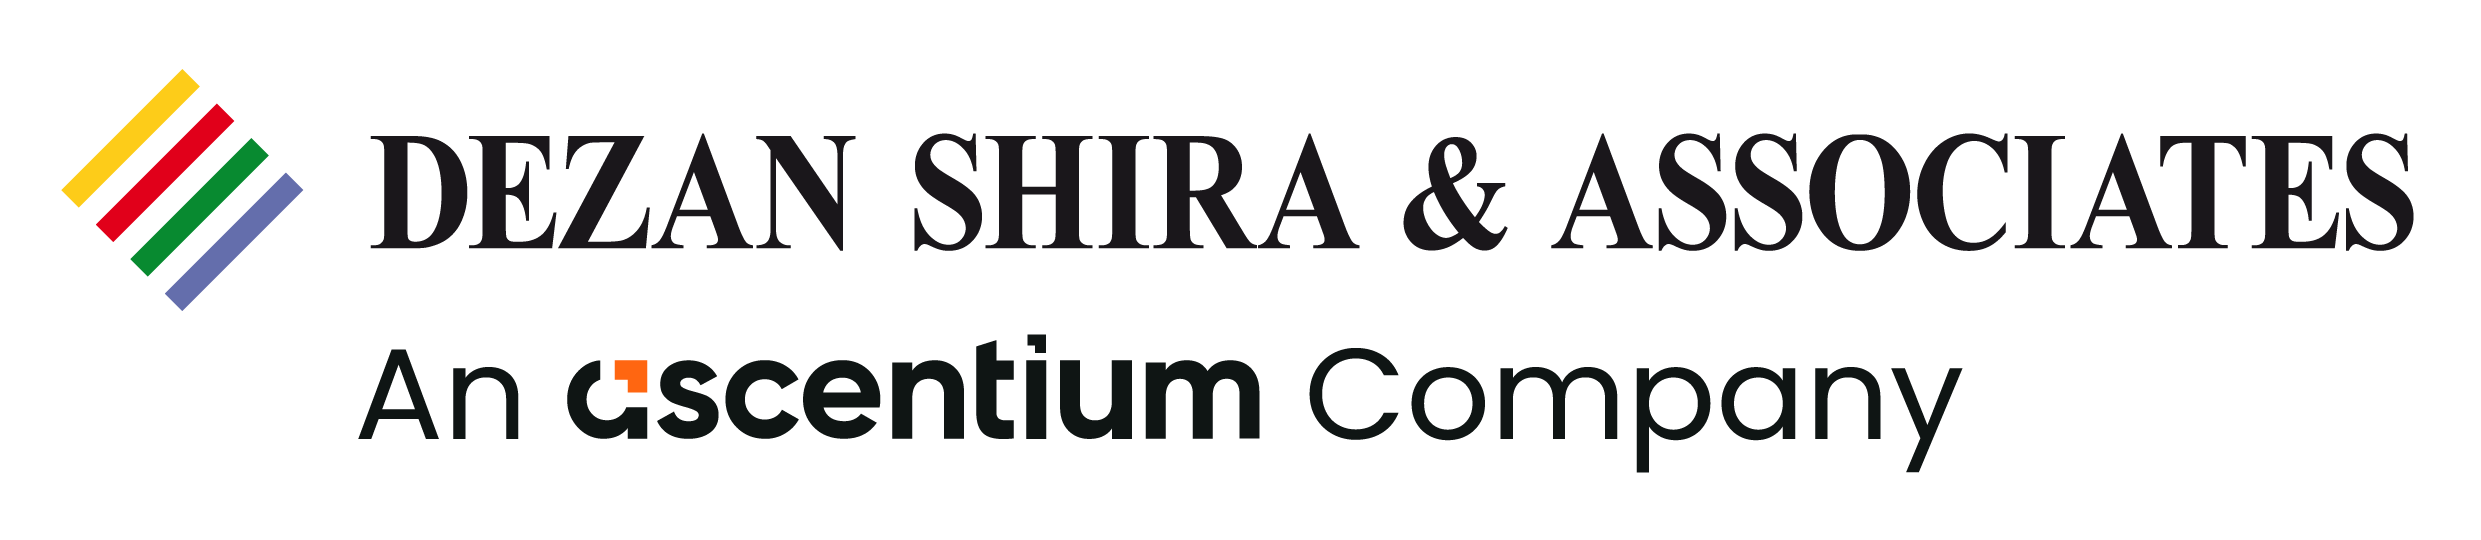 DEZAN SHIRA & ASSOCIATES
An ascentium Company